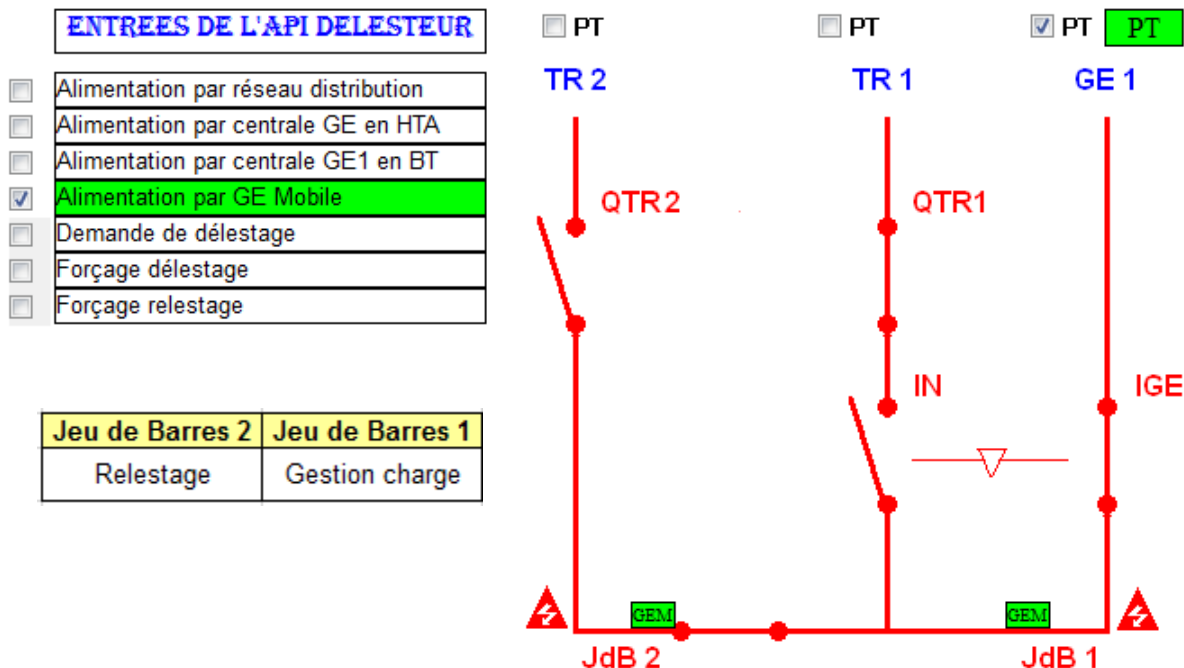 ENTREES DE L'API DELESTEUR
Alimentation par réseau distribution
Alimentation par centrale GE en HTA
Alimentation par centrale GE1 en BT
Alimentation par GE Mobile
Demande de délestage
Forçage délestage
Forçage relestage
Jeu de Barres 2 Jeu de Barres 1
Relestage Gestion charge
PT PT PT PT
TR 2 TR 1 GE 1
QTR2 QTR1
IN IGE
GEM GEM
JdB 2 JdB 1